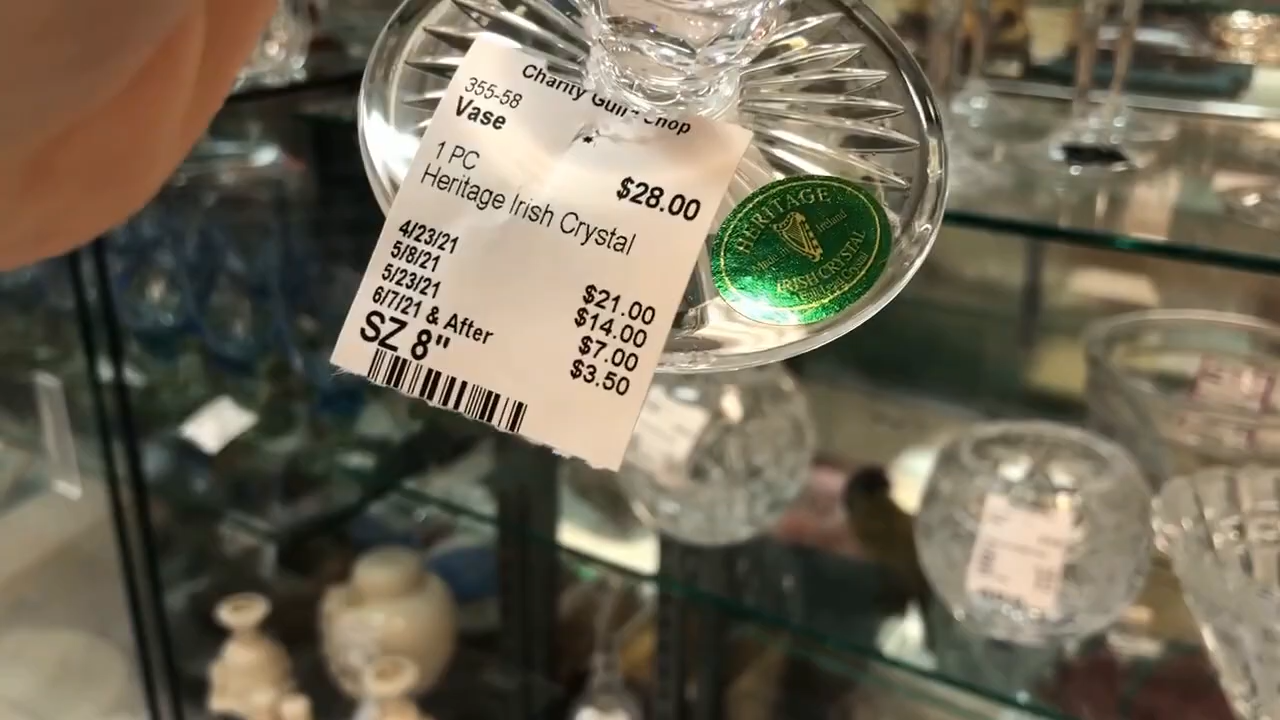 Charity Guild Shop
355-58
Vase
1 PC
$28.00
Heritage Irish Crystal
4/23/21 $21.00
5/8/21 $14.00
5/23/21 $7.00
6/7/21 & After $3.50
SZ 8"
HERITAGE
Ireland
IRISH CRYSTAL